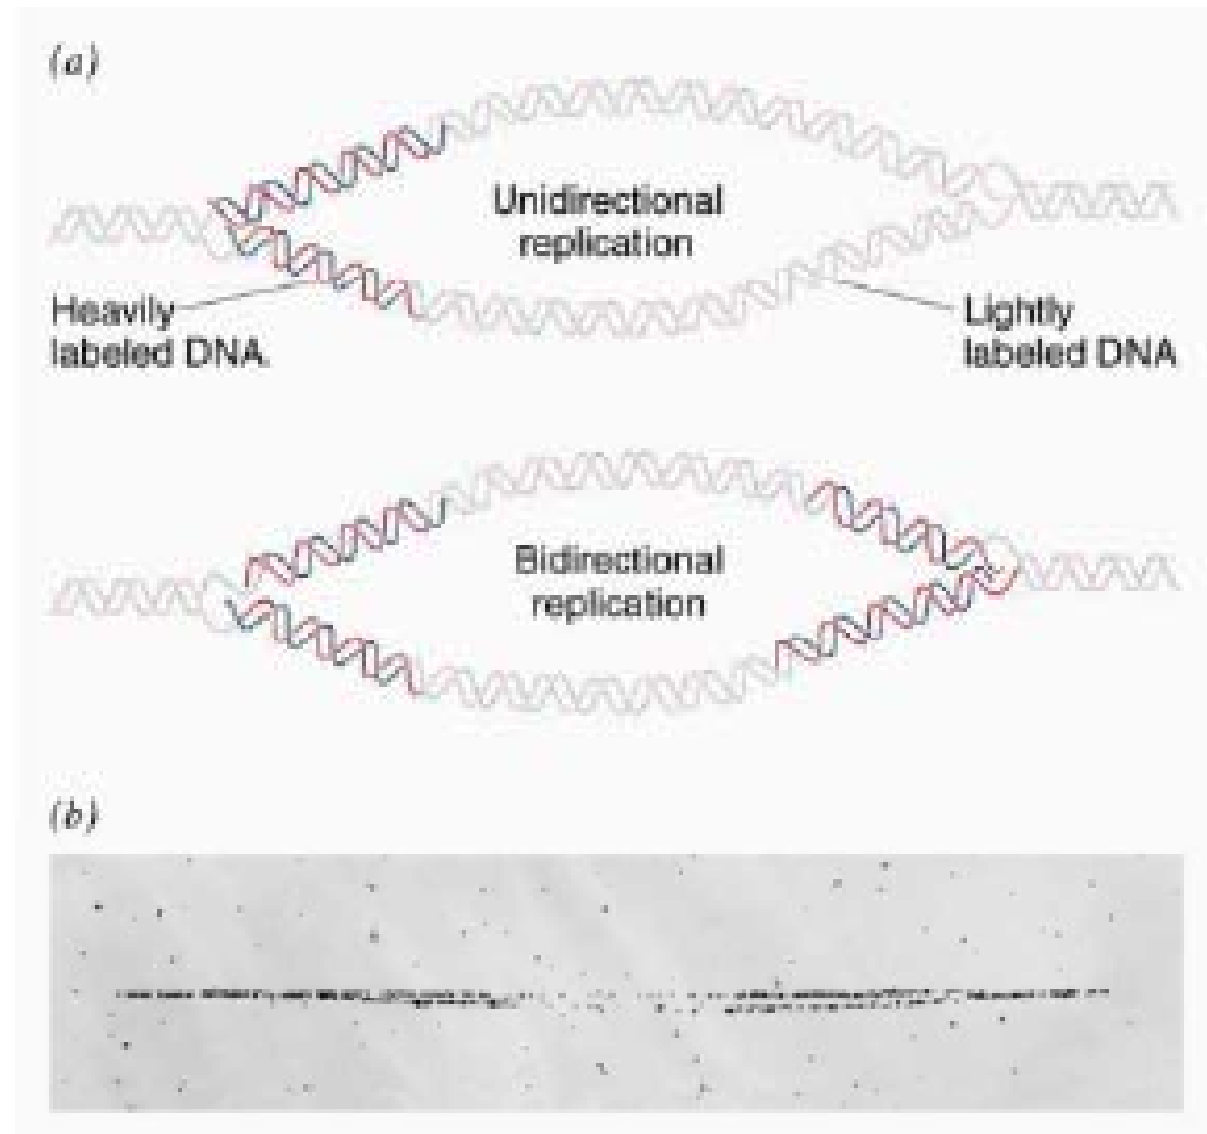 (a)
Unidirectional
replication
Heavily
labeled DNA
Lightly
labeled DNA
Bidirectional
replication
(b)